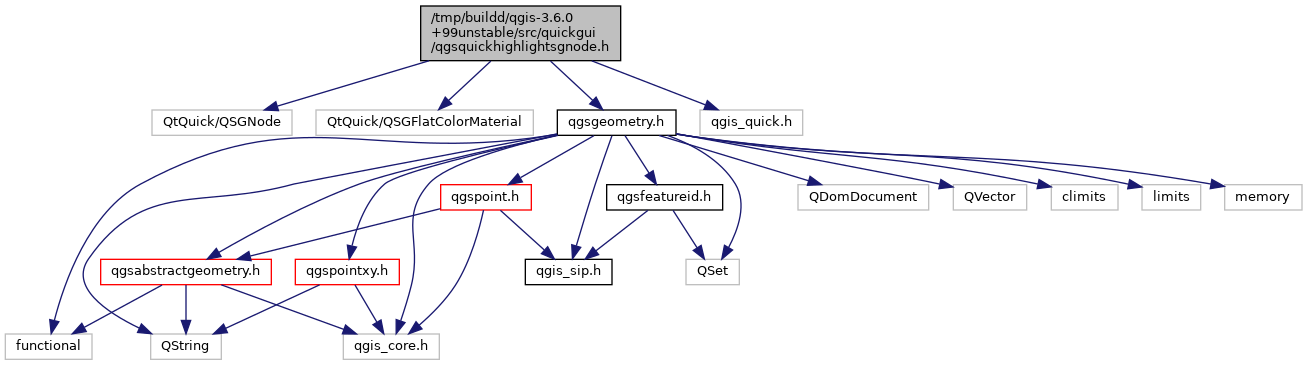 /tmp/buildd/qgis-3.6.0
+99unstable/src/quickgui
/qgsquickhighlightsgnode.h
QtQuick/QSGNode
QtQuick/QSGFlatColorMaterial
qgsgeometry.h
qgis_quick.h
qgspoint.h
qgsfeatureid.h
QDomDocument
QVector
climits
limits
memory
qgsabstractgeometry.h
qgspointxy.h
qgis_sip.h
QSet
functional
QString
qgis_core.h